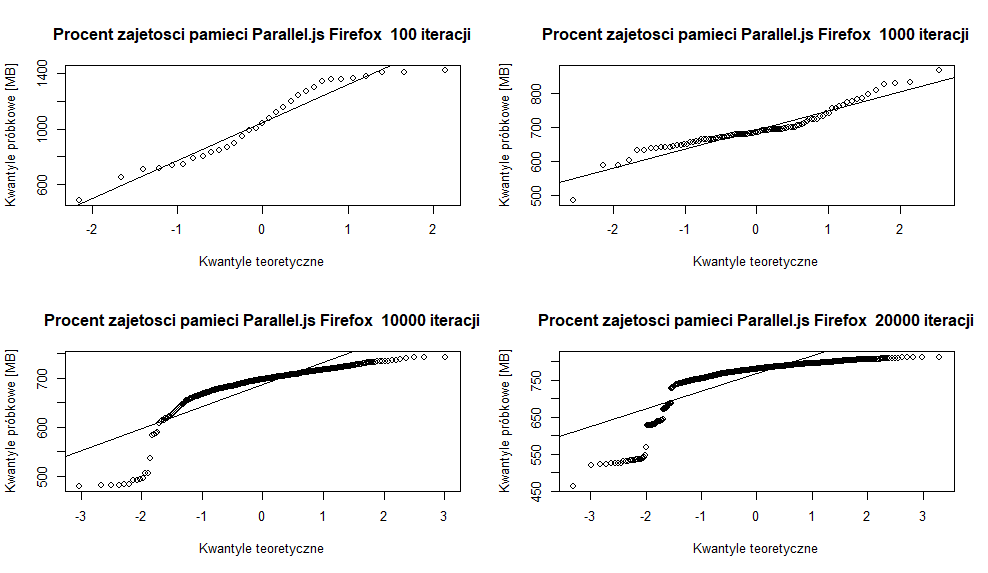 Procent zajetosci pamieci Parallel.js Firefox 100 iteracji
Kwantyle próbkowe [MB]
600 1000 1400
-2 -1 0 1 2
Kwantyle teoretyczne
Procent zajetosci pamieci Parallel.js Firefox 1000 iteracji
Kwantyle próbkowe [MB]
500 600 700 800
-2 -1 0 1 2
Kwantyle teoretyczne
Procent zajetosci pamieci Parallel.js Firefox 10000 iteracji
Kwantyle próbkowe [MB]
500 600 700
-3 -2 -1 0 1 2 3
Kwantyle teoretyczne
Procent zajetosci pamieci Parallel.js Firefox 20000 iteracji
Kwantyle próbkowe [MB]
450 550 650 750
-3 -2 -1 0 1 2 3
Kwantyle teoretyczne